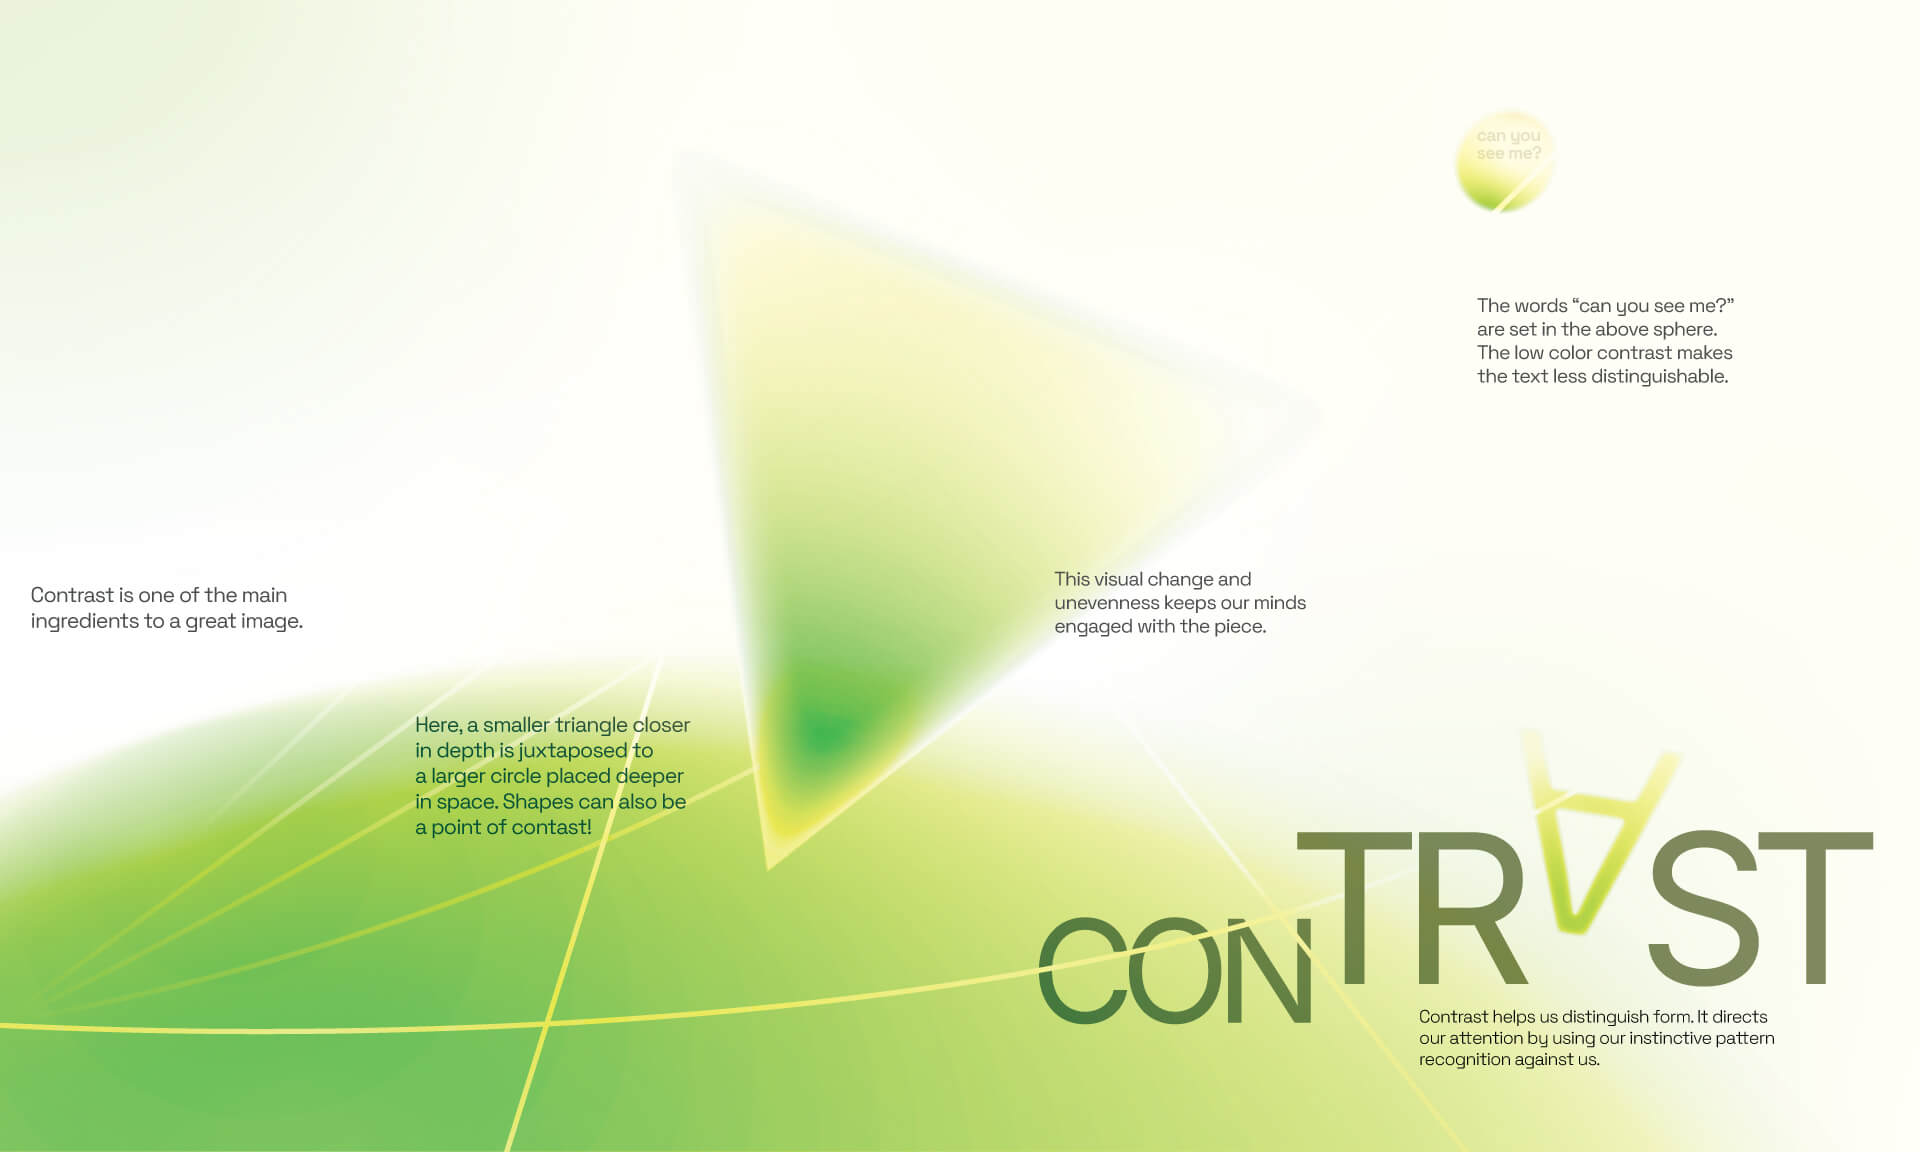 can you
see me?
The words “can you see me?”
are set in the above sphere.
The low color contrast makes
the text less distinguishable.
Contrast is one of the main
ingredients to a great image.
This visual change and
unevenness keeps our minds
engaged with the piece.
Here, a smaller triangle closer
in depth is juxtaposed to
a larger circle placed deeper
in space. Shapes can also be
a point of contast!
CONTRAST
Contrast helps us distinguish form. It directs
our attention by using our instinctive pattern
recognition against us.